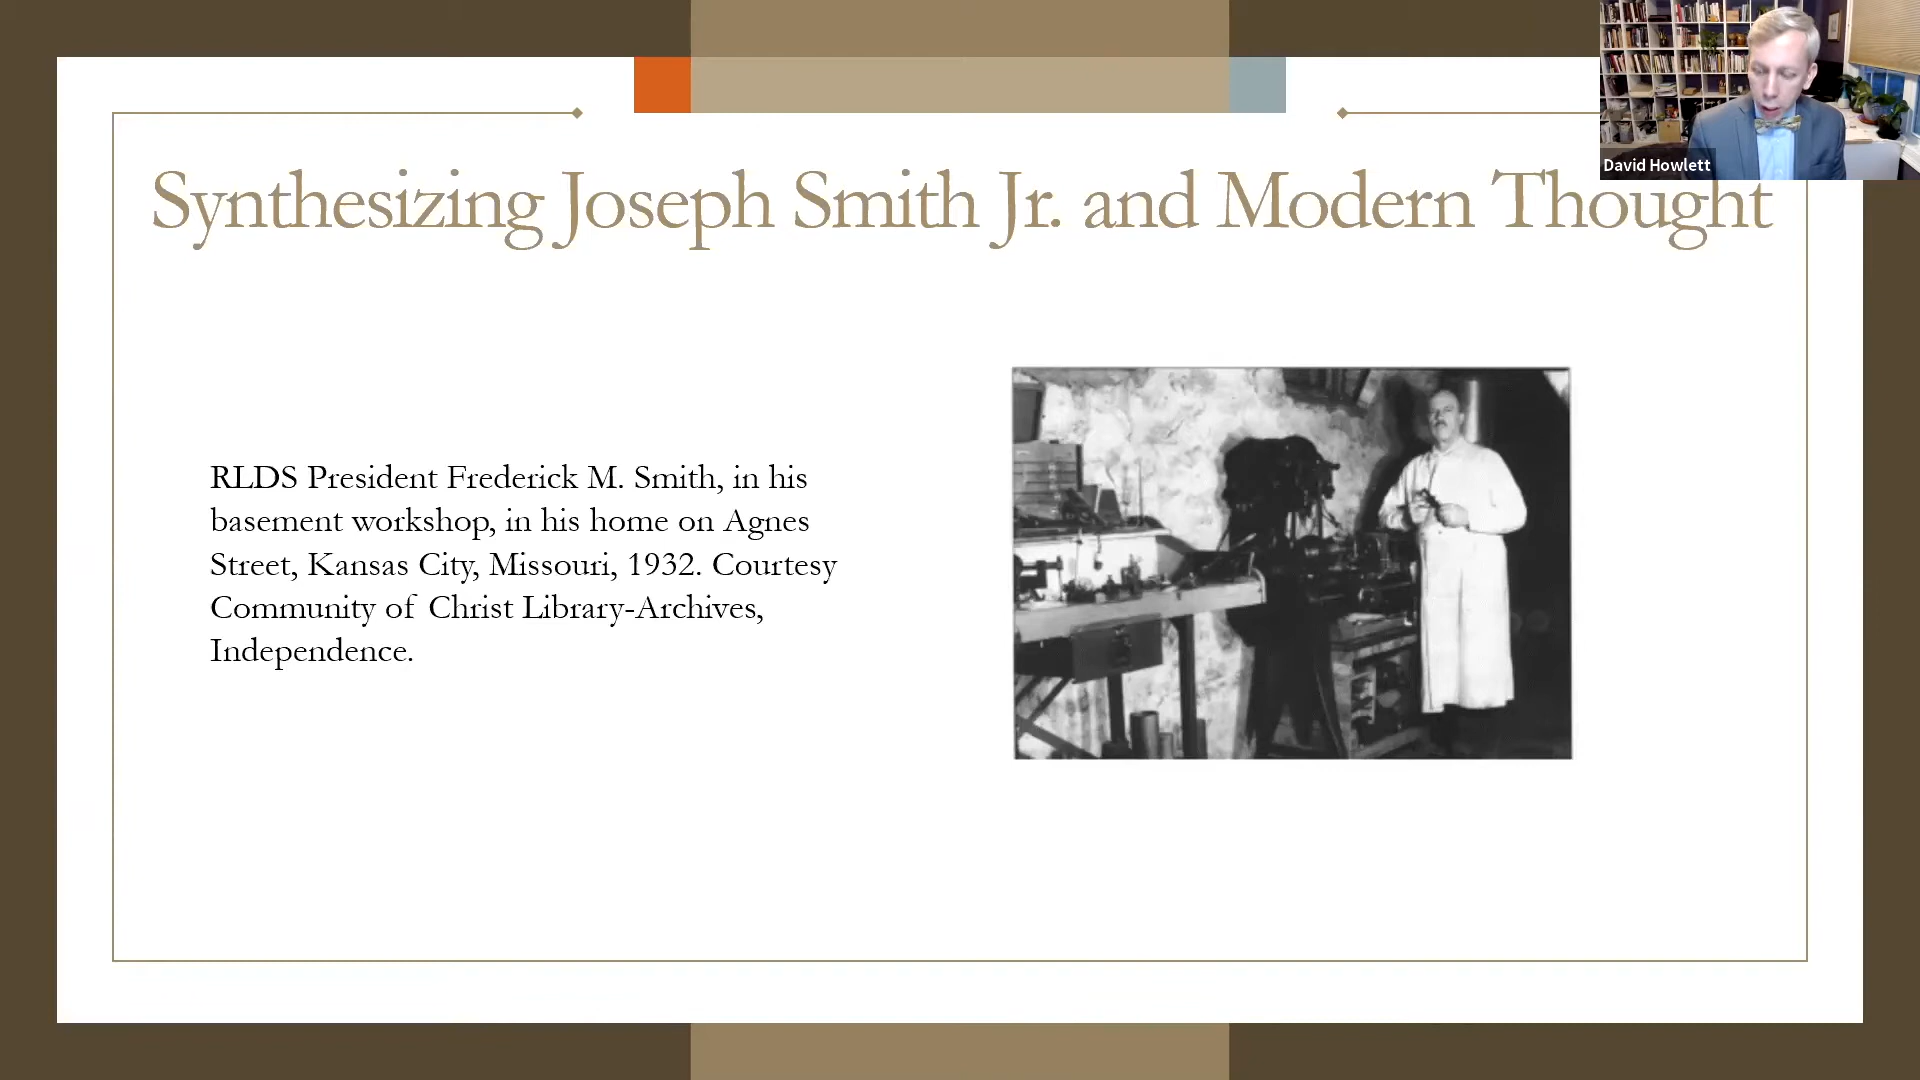 David Howlett
Synthesizing Joseph Smith Jr. and Modern Thought
RLDS President Frederick M. Smith, in his
basement workshop, in his home on Agnes
Street, Kansas City, Missouri, 1932. Courtesy
Community of Christ Library-Archives,
Independence.